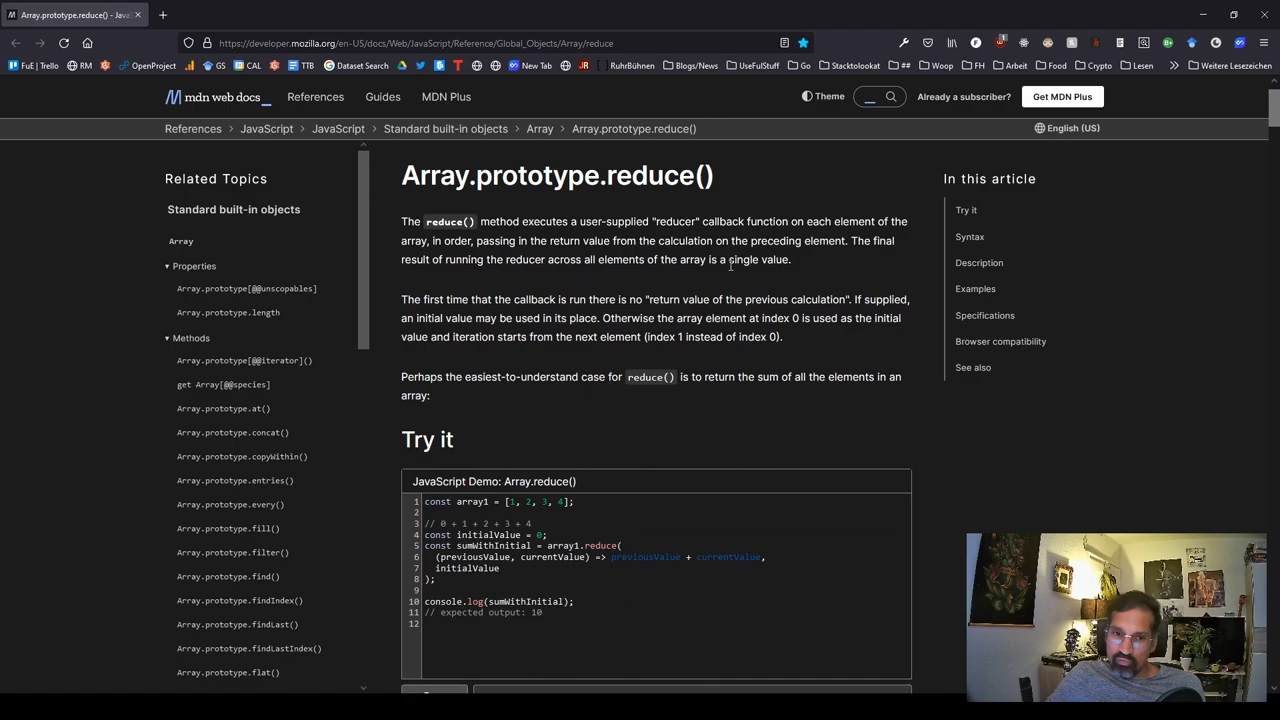 Array.prototype.reduce() - JavaS
https://developer.mozilla.org/en-US/docs/Web/JavaScript/Reference/Global_Objects/Array/reduce
FuE | Trello
RM
OpenProject
GS
CAL
TTB
Dataset Search
New Tab
RuhrBühnen
Blogs/News
UseFulStuff
Go
Stacktolookat
##
Woop
FH
Arbeit
Food
Crypto
Lesen
Weitere Lesezeichen
mdn web docs_
References
Guides
MDN Plus
Theme
Already a subscriber?
Get MDN Plus
References > JavaScript > JavaScript > Standard built-in objects > Array > Array.prototype.reduce()
English (US)
Related Topics
Standard built-in objects
Array
Properties
Array.prototype[@@unscopables]
Array.prototype.length
Methods
Array.prototype[@@iterator]()
get Array[@@species]
Array.prototype.at()
Array.prototype.concat()
Array.prototype.copyWithin()
Array.prototype.entries()
Array.prototype.every()
Array.prototype.fill()
Array.prototype.filter()
Array.prototype.find()
Array.prototype.findIndex()
Array.prototype.findLast()
Array.prototype.findLastIndex()
Array.prototype.flat()
Array.prototype.reduce()
The reduce() method executes a user-supplied "reducer" callback function on each element of the
array, in order, passing in the return value from the calculation on the preceding element. The final
result of running the reducer across all elements of the array is a single value.
The first time that the callback is run there is no "return value of the previous calculation". If supplied,
an initial value may be used in its place. Otherwise the array element at index 0 is used as the initial
value and iteration starts from the next element (index 1 instead of index 0).
Perhaps the easiest-to-understand case for reduce() is to return the sum of all the elements in an
array:
Try it
JavaScript Demo: Array.reduce()
1 const array1 = [1, 2, 3, 4];
2
3 // 0 + 1 + 2 + 3 + 4
4 const initialValue = 0;
5 const sumWithInitial = array1.reduce(
6 (previousValue, currentValue) => previousValue + currentValue,
7 initialValue
8 );
9
10 console.log(sumWithInitial);
11 // expected output: 10
12
In this article
Try it
Syntax
Description
Examples
Specifications
Browser compatibility
See also